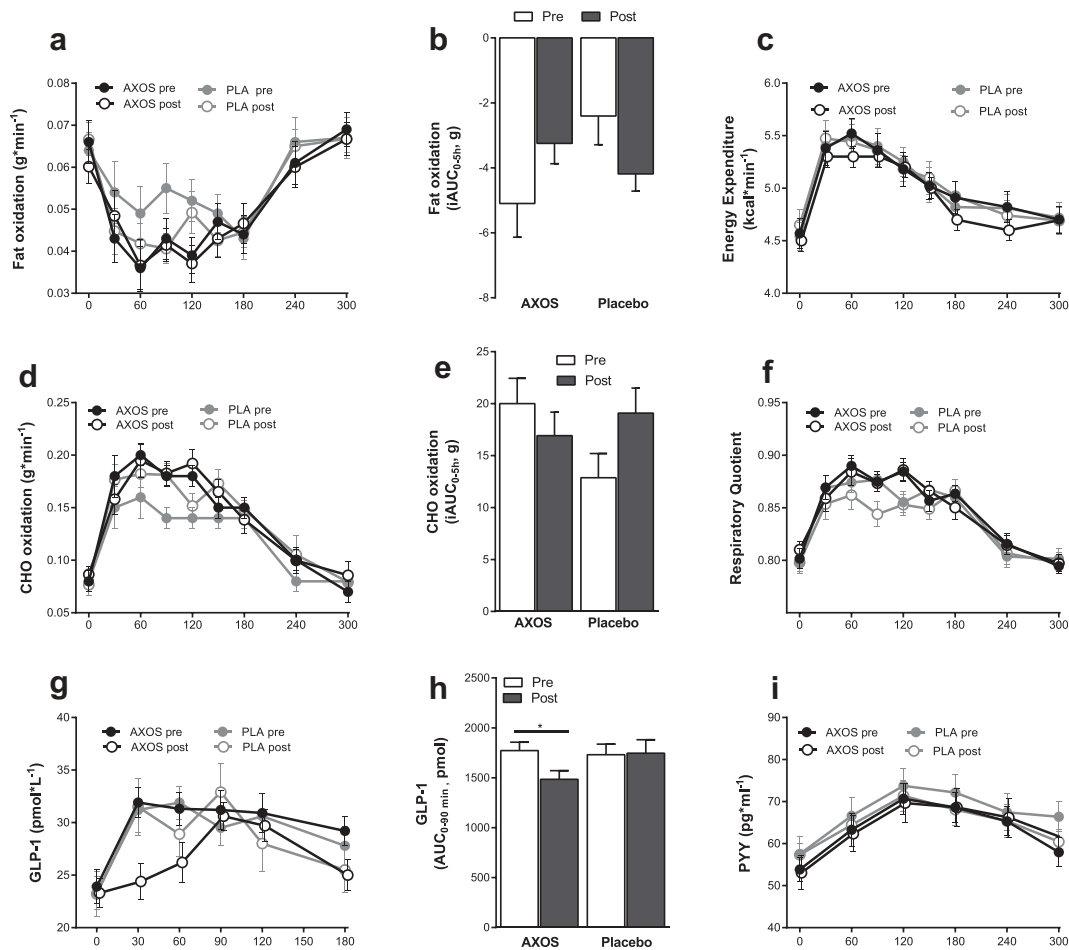 Pre Post
a
AXOS pre PLA pre
AXOS post PLA post
Fat oxidation (g*min-1)
0.08
0.07
0.06
0.05
0.04
0.03
0 60 120 180 240 300
b
Fat oxidation
(iAUC0-5h, g)
0
-2
-4
-6
-8
AXOS Placebo
c
AXOS pre PLA pre
AXOS post PLA post
Energy Expenditure
(kcal*min-1)
6.0
5.5
5.0
4.5
4.0
0 60 120 180 240 300
d
AXOS pre PLA pre
AXOS post PLA post
CHO oxidation (g*min-1)
0.25
0.20
0.15
0.10
0.05
0 60 120 180 240 300
e
Pre
Post
CHO oxidation
(iAUC0-5h, g)
25
20
15
10
5
0
AXOS Placebo
f
AXOS pre PLA pre
AXOS post PLA post
Respiratory Quotient
0.95
0.90
0.85
0.80
0 60 120 180 240 300
g
AXOS pre PLA pre
AXOS post PLA post
GLP-1 (pmol*L-1)
40
35
30
25
20
0 30 60 90 120 150 180
h
Pre
Post
*
GLP-1
(AUC0-90 min, pmol)
2500
2000
1500
1000
500
0
AXOS Placebo
i
AXOS pre PLA pre
AXOS post PLA post
PYY (pg*ml-1)
90
80
70
60
50
40
0 60 120 180 240 300